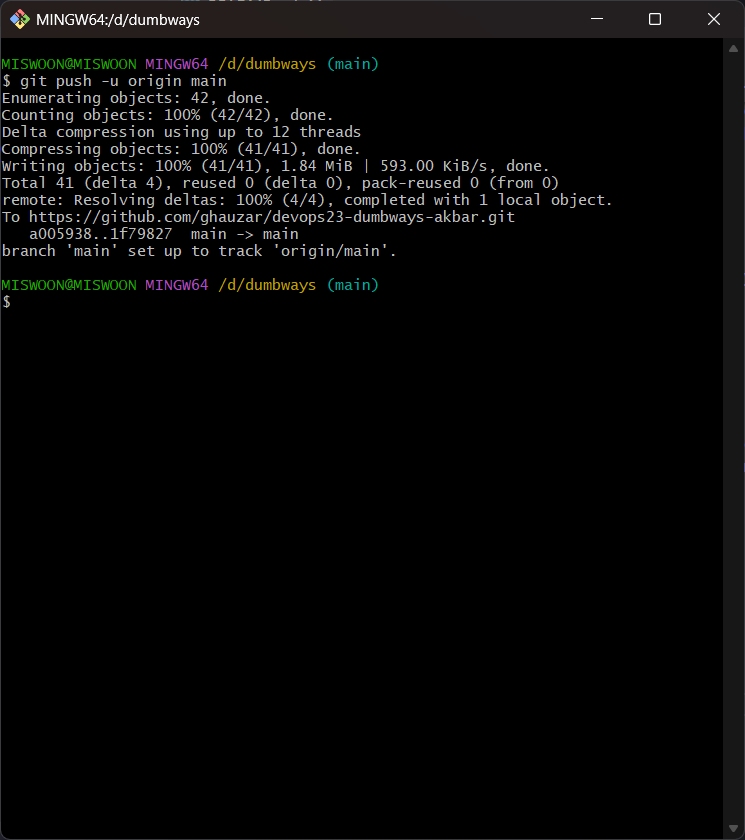 MINGW64:/d/dumbways
MISWOON@MISWOON MINGW64 /d/dumbways (main)
$ git push -u origin main
Enumerating objects: 42, done.
Counting objects: 100% (42/42), done.
Delta compression using up to 12 threads
Compressing objects: 100% (41/41), done.
Writing objects: 100% (41/41), 1.84 MiB | 593.00 KiB/s, done.
Total 41 (delta 4), reused 0 (delta 0), pack-reused 0 (from 0)
remote: Resolving deltas: 100% (4/4), completed with 1 local object.
To https://github.com/ghauzar/devops23-dumbways-akbar.git
   a005938..1f79827  main -> main
branch 'main' set up to track 'origin/main'.
MISWOON@MISWOON MINGW64 /d/dumbways (main)
$